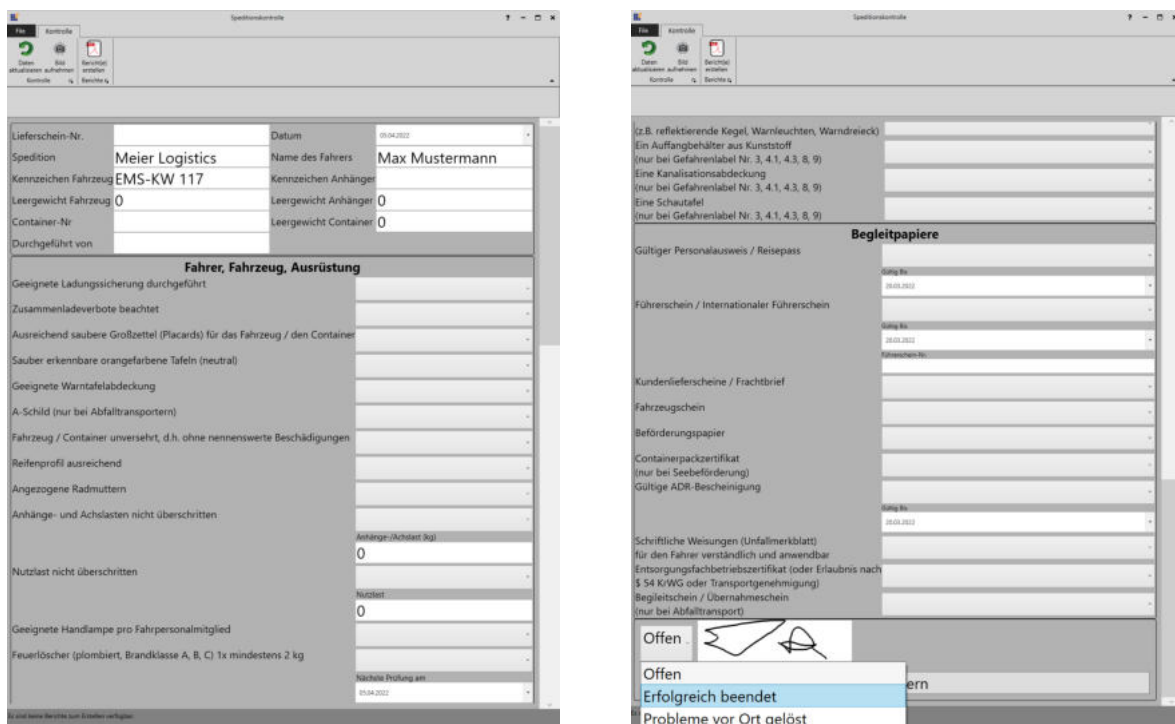 Speditionskontrolle
File Kontrolle
Daten aktualisieren
Bild aufnehmen
Bericht(e) erstellen
Kontrolle
Berichte
Lieferschein-Nr.
Datum 05.04.2022
Spedition Meier Logistics
Name des Fahrers Max Mustermann
Kennzeichen Fahrzeug EMS-KW 117
Kennzeichen Anhänger
Leergewicht Fahrzeug 0
Leergewicht Anhänger 0
Container-Nr
Leergewicht Container 0
Durchgeführt von
Fahrer, Fahrzeug, Ausrüstung
Geeignete Ladungssicherung durchgeführt
Zusammenladeverbote beachtet
Ausreichend saubere Großzettel (Placards) für das Fahrzeug / den Container
Sauber erkennbare orangefarbene Tafeln (neutral)
Geeignete Warntafelabdeckung
A-Schild (nur bei Abfalltransportern)
Fahrzeug / Container unversehrt, d.h. ohne nennenswerte Beschädigungen
Reifenprofil ausreichend
Angezogene Radmuttern
Anhänge- und Achslasten nicht überschritten
Anhänge-/Achslast (kg)
0
Nutzlast nicht überschritten
Nutzlast
0
Geeignete Handlampe pro Fahrpersonalmitglied
Feuerlöscher (plombiert, Brandklasse A, B, C) 1x mindestens 2 kg
Nächste Prüfung am
05.04.2022
Es sind keine Berichte zum Erstellen verfügbar
Speditionskontrolle
File Kontrolle
Daten aktualisieren
Bild aufnehmen
Bericht(e) erstellen
Kontrolle
Berichte
(z.B. reflektierende Kegel, Warnleuchten, Warndreieck)
Ein Auffangbehälter aus Kunststoff
(nur bei Gefahrenlabel Nr. 3, 4.1, 4.3, 8, 9)
Eine Kanalisationsabdeckung
(nur bei Gefahrenlabel Nr. 3, 4.1, 4.3, 8, 9)
Eine Schautafel
(nur bei Gefahrenlabel Nr. 3, 4.1, 4.3, 8, 9)
Begleitpapiere
Gültiger Personalausweis / Reisepass
Gültig Bis
20.03.2022
Führerschein / Internationaler Führerschein
Gültig Bis
20.03.2022
Führerschein-Nr.
Kundenlieferscheine / Frachtbrief
Fahrzeugschein
Beförderungspapier
Containerpackzertifikat
(nur bei Seebeförderung)
Gültige ADR-Bescheinigung
Gültig Bis
20.03.2022
Schriftliche Weisungen (Unfallmerkblatt)
für den Fahrer verständlich und anwendbar
Entsorgungsfachbetriebszertifikat (oder Erlaubnis nach
$ 54 KrWG oder Transportgenehmigung)
Begileitschein / Übernahmeschein
(nur bei Abfalltransport)
Offen
Offen
Erfolgreich beendet
ern
Probleme vor Ort gelöst